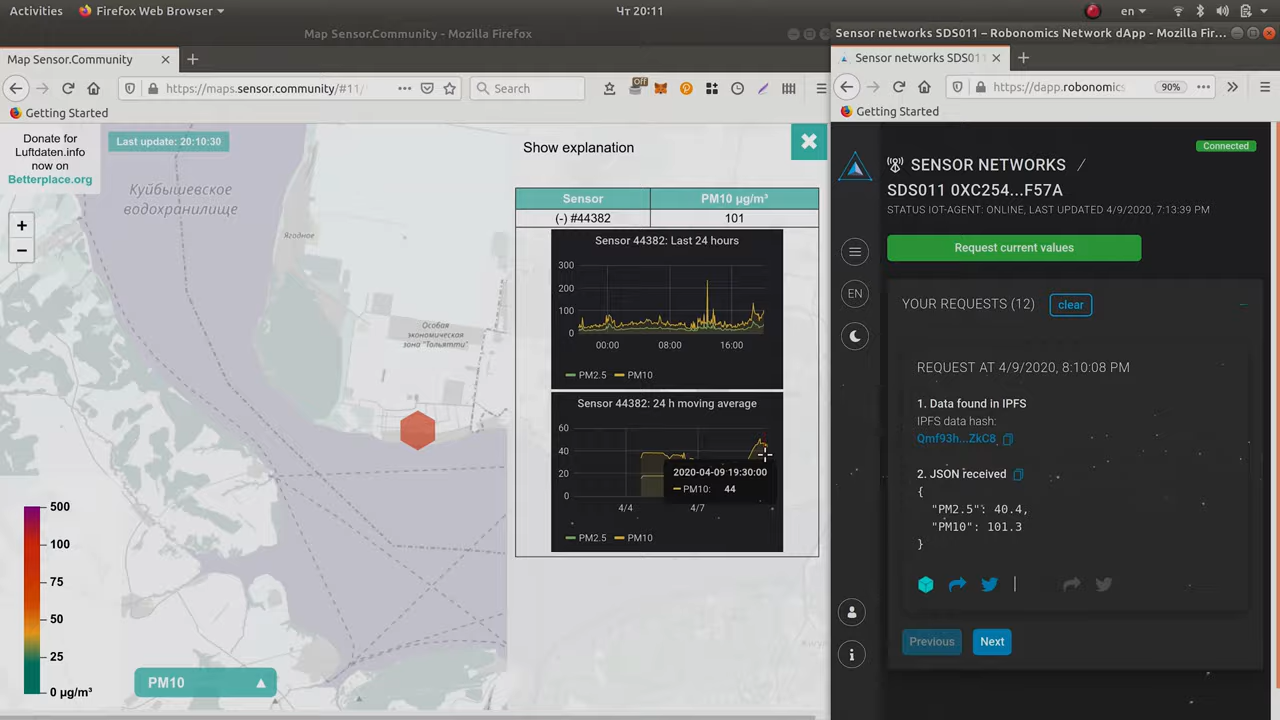 Activities
Firefox Web Browser
Чт 20:11
en
Map Sensor.Community - Mozilla Firefox
Map Sensor.Community
https://maps.sensor.community/#11/
Search
Off
Getting Started
Donate for
Luftdaten.info
now on
Betterplace.org
Last update: 20:10:30
Куйбышевское
водохранилище
Ягодное
Особая
экономическая
зона "Тольятти"
+
−
500
100
75
50
25
0 µg/m³
PM10
Show explanation
Sensor PM10 µg/m³
(-) #44382 101
Sensor 44382: Last 24 hours
300
200
100
0
00:00 08:00 16:00
PM2.5 PM10
Sensor 44382: 24 h moving average
60
40
20
0
2020-04-09 19:30:00
PM10: 44
4/4 4/7
PM2.5 PM10
Sensor networks SDS011 – Robonomics Network dApp - Mozilla Fir...
Sensor networks SDS011
https://dapp.robonomics
90%
Getting Started
Connected
SENSOR NETWORKS /
SDS011 0XC254...F57A
STATUS IOT-AGENT: ONLINE, LAST UPDATED 4/9/2020, 7:13:39 PM
Request current values
EN
YOUR REQUESTS (12)
clear
REQUEST AT 4/9/2020, 8:10:08 PM
1. Data found in IPFS
IPFS data hash:
Qmf93h...ZkC8
2. JSON received
{
"PM2.5": 40.4,
"PM10": 101.3
}
Previous
Next